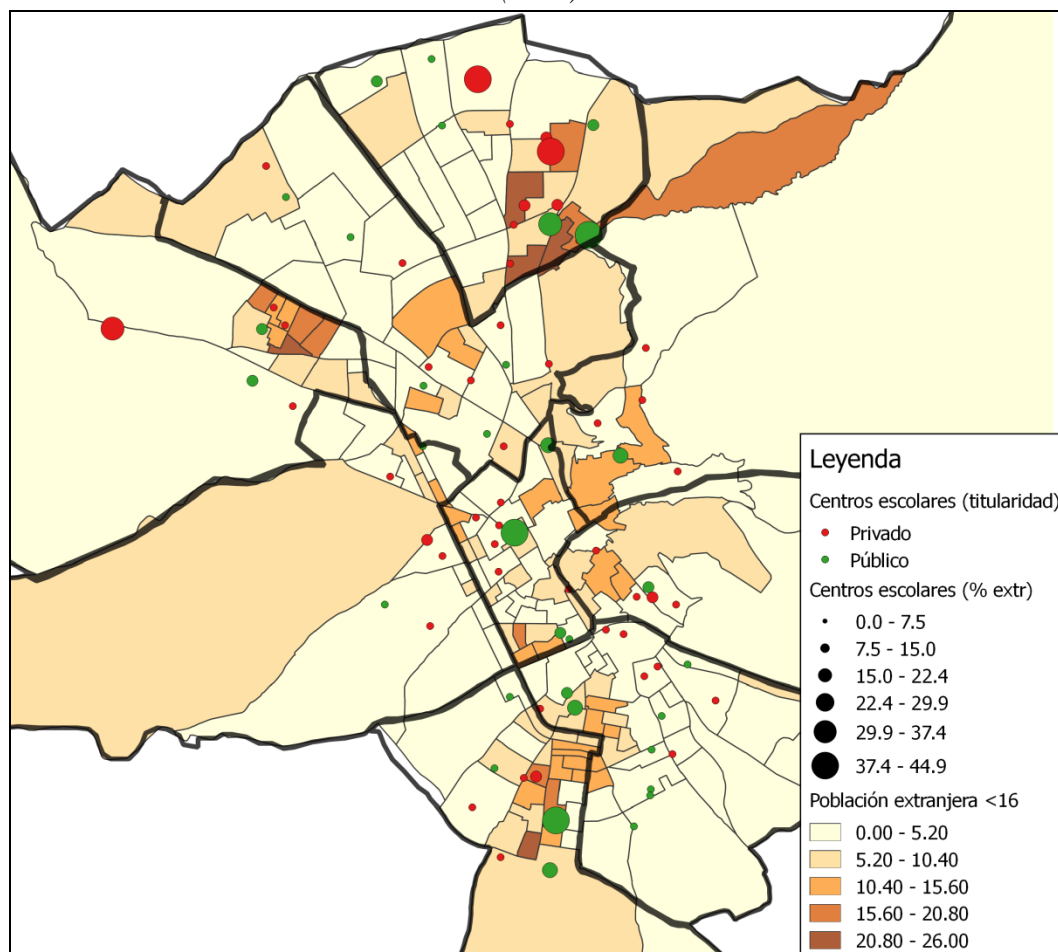 Leyenda
Centros escolares (titularidad)
Privado
Público
Centros escolares (% extr)
0.0 - 7.5
7.5 - 15.0
15.0 - 22.4
22.4 - 29.9
29.9 - 37.4
37.4 - 44.9
Población extranjera <16
0.00 - 5.20
5.20 - 10.40
10.40 - 15.60
15.60 - 20.80
20.80 - 26.00